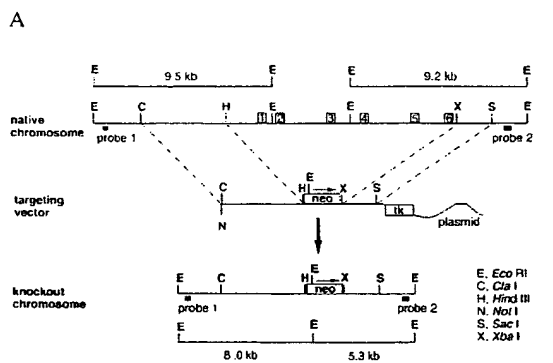 A
E E E E
9.5 kb 9.2 kb
native chromosome
E C H 1 E 2 3 E 4 5 6 X S E
probe 1 probe 2
targeting vector
C H E neo X S
N tk plasmid
knockout chromosome
E C H E neo X S E
probe 1 probe 2
E E E
8.0 kb 5.3 kb
E, Eco RI
C, Cla I
H, Hind III
N, Not I
S, Sac I
X, Xba I